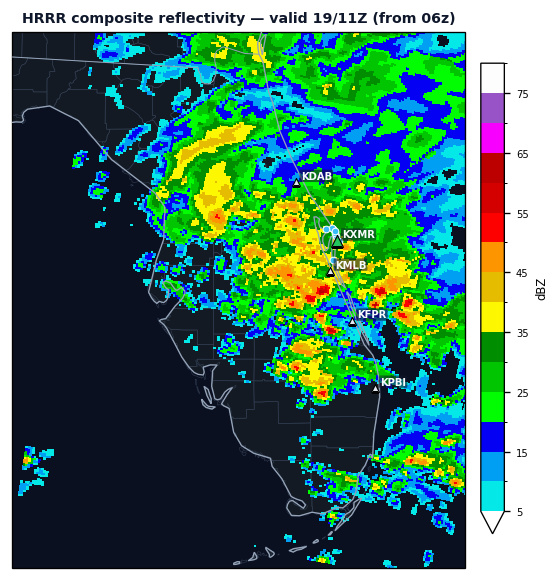 HRRR composite reflectivity — valid 19/11Z (from 06z)
KDAB
KXMR
KMLB
KFPR
KPBI
75
65
55
45
35
25
15
5
dBZ